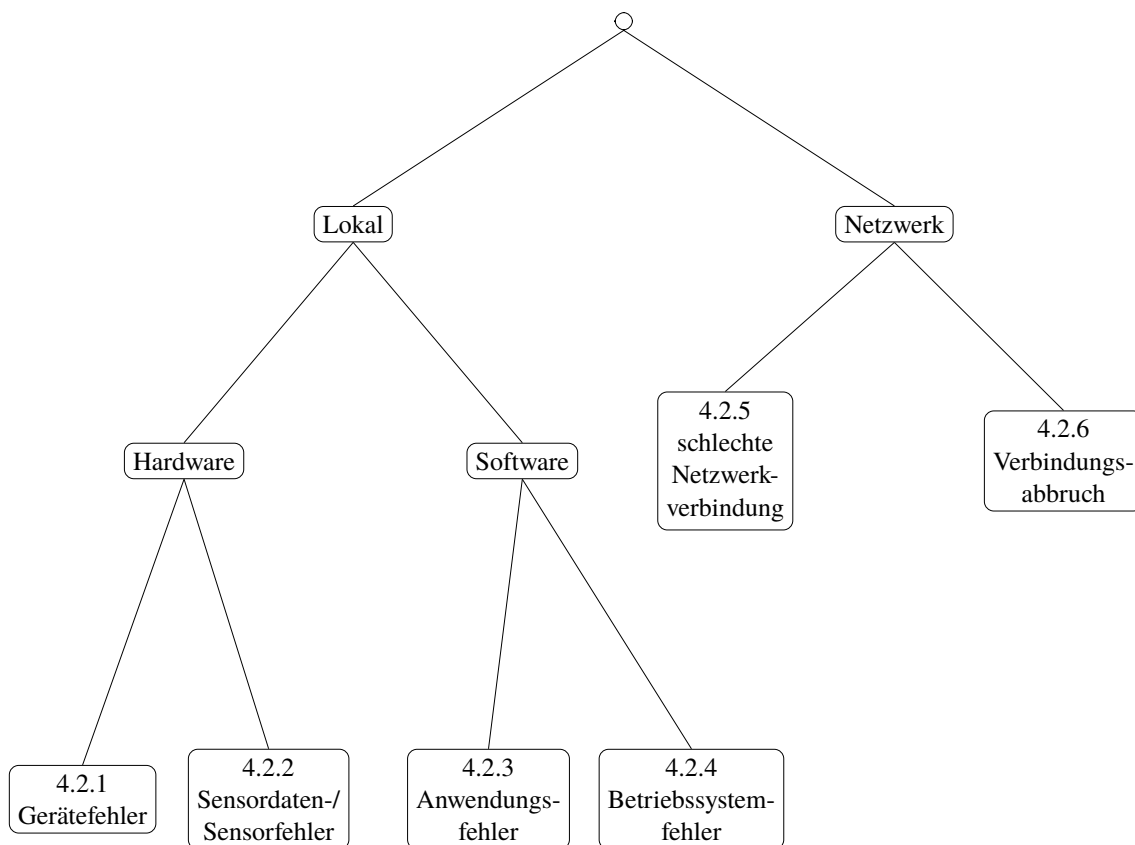 Lokal
Netzwerk
4.2.5
schlechte
Netzwerk-
verbindung
4.2.6
Verbindungs-
abbruch
Hardware
Software
4.2.1
Gerätefehler
4.2.2
Sensordaten-/
Sensorfehler
4.2.3
Anwendungs-
fehler
4.2.4
Betriebssystem-
fehler